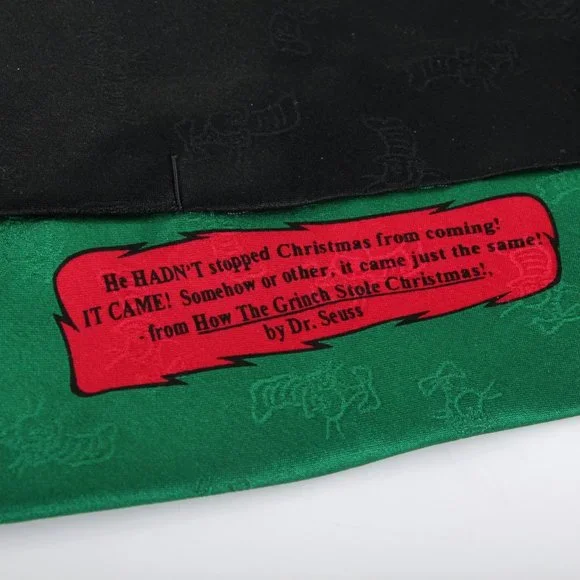 He HADN'T stopped Christmas from coming!
IT CAME! Somehow or other, it came just the same!
- from How The Grinch Stole Christmas!,
by Dr. Seuss